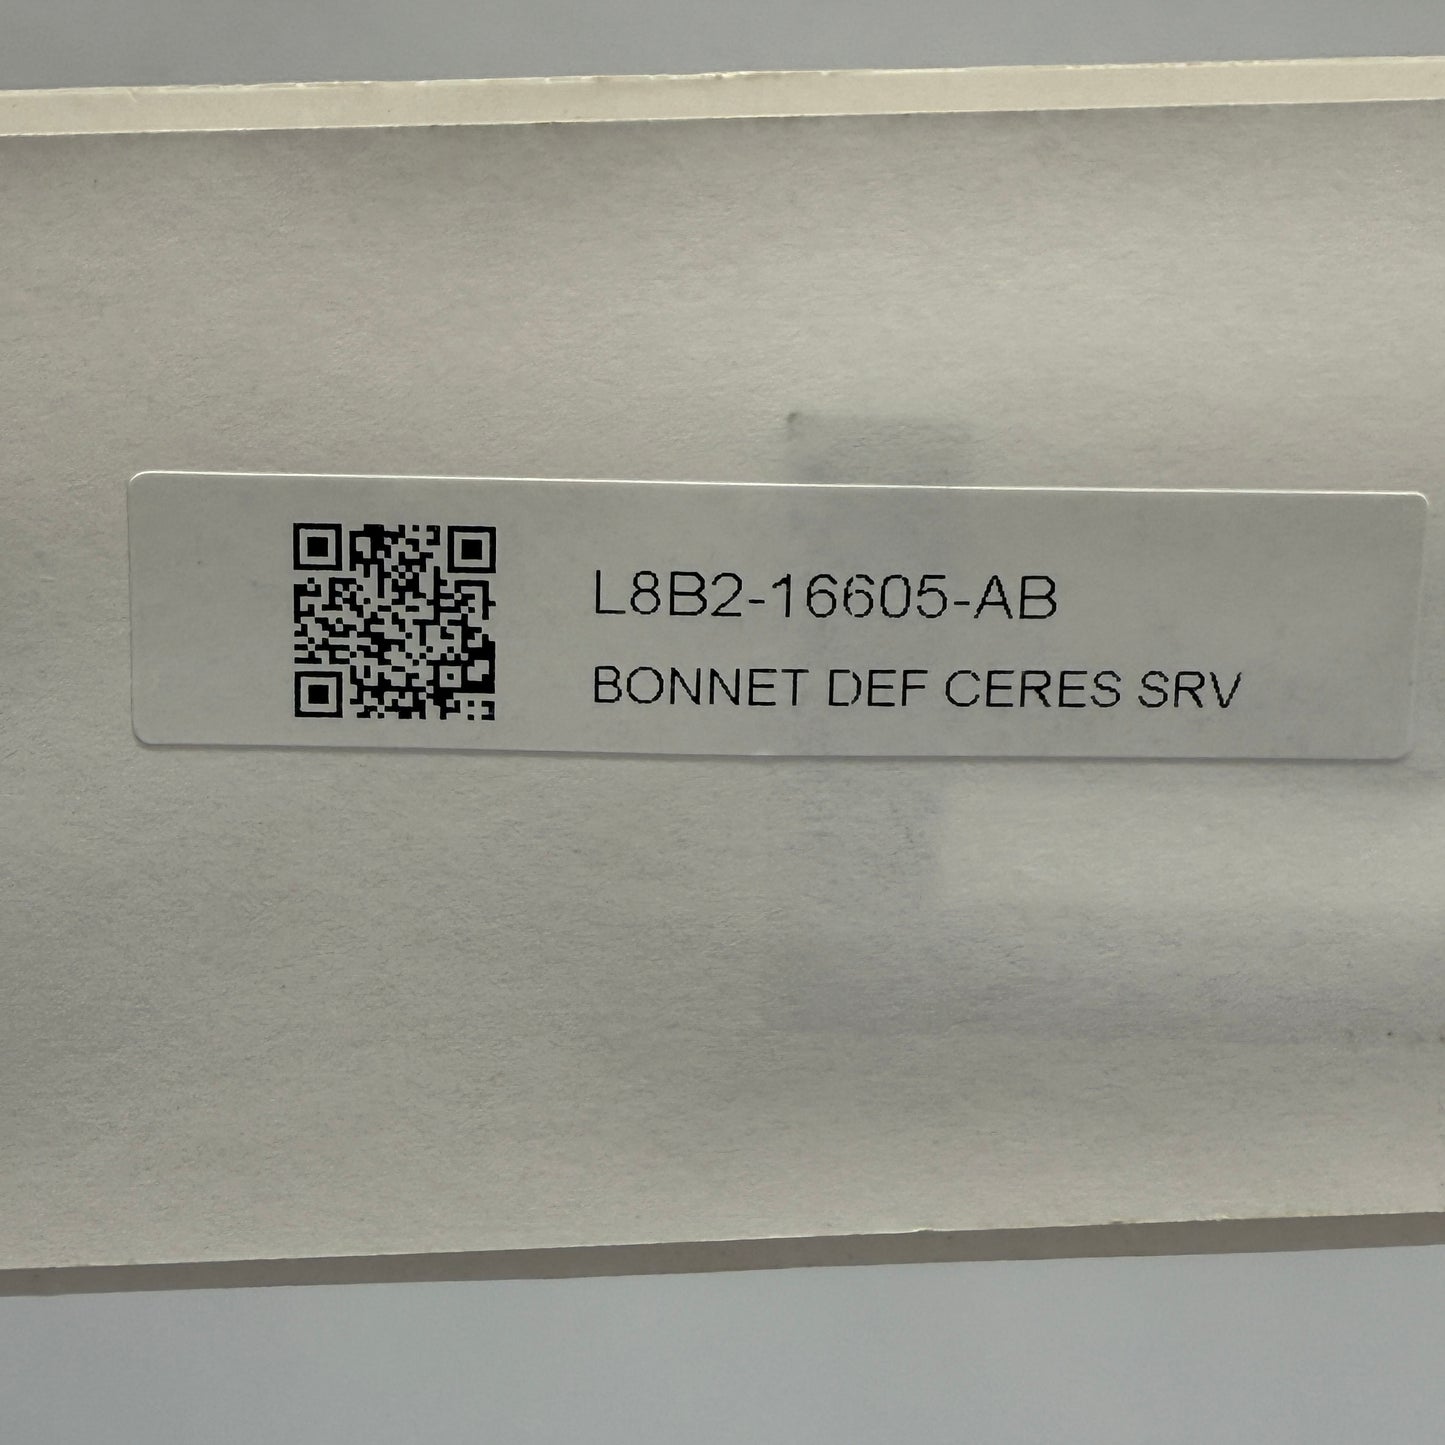 L8B2-16605-AB
BONNET DEF CERES SRV